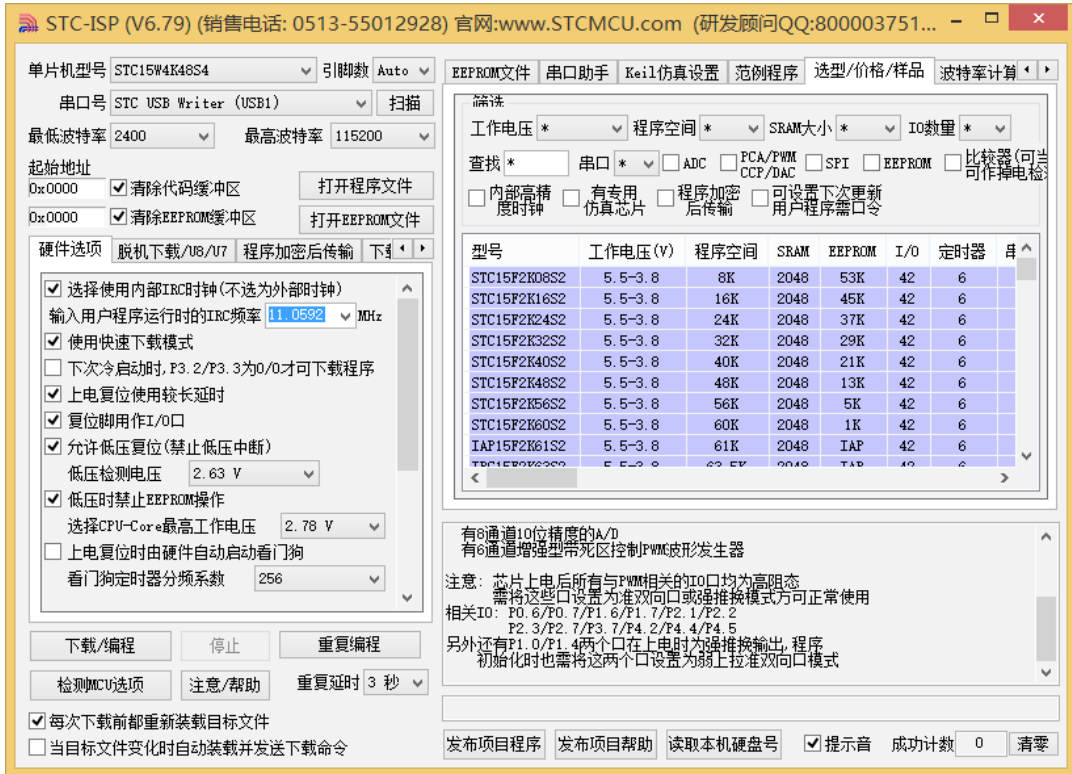 STC-ISP (V6.79) (销售电话: 0513-55012928) 官网:www.STCMCU.com (研发顾问QQ:800003751...
单片机型号 STC15W4K48S4 引脚数 Auto
串口号 STC USB Writer (USB1) 扫描
最低波特率 2400 最高波特率 115200
起始地址
0x0000 清除代码缓冲区 打开程序文件
0x0000 清除EEPROM缓冲区 打开EEPROM文件
硬件选项 脱机下载/U8/U7 程序加密后传输
选择使用内部IRC时钟(不选为外部时钟)
输入用户程序运行时的IRC频率 11.0592 MHz
使用快速下载模式
下次冷启动时,P3.2/P3.3为0/0才可下载程序
上电复位使用较长延时
复位脚用作I/O口
允许低压复位(禁止低压中断)
低压检测电压 2.63 V
低压时禁止EEPROM操作
选择CPU-Core最高工作电压 2.78 V
上电复位时由硬件自动启动看门狗
看门狗定时器分频系数 256
下载/编程 停止 重复编程
检测MCU选项 注意/帮助 重复延时 3 秒
每次下载前都重新装载目标文件
当目标文件变化时自动装载并发送下载命令
EEPROM文件 串口助手 Keil仿真设置 范例程序 选型/价格/样品 波特率计算
筛选
工作电压 * 程序空间 * SRAM大小 * IO数量 *
查找 * 串口 * ADC PCA/PWM CCP/DAC SPI EEPROM 比较器(可当 可作掉电检
内部高精度时钟 有专用仿真芯片 程序加密后传输 可设置下次更新用户程序需口令
型号 工作电压(V) 程序空间 SRAM EEPROM I/O 定时器 串
STC15F2K08S2 5.5-3.8 8K 2048 53K 42 6
STC15F2K16S2 5.5-3.8 16K 2048 45K 42 6
STC15F2K24S2 5.5-3.8 24K 2048 37K 42 6
STC15F2K32S2 5.5-3.8 32K 2048 29K 42 6
STC15F2K40S2 5.5-3.8 40K 2048 21K 42 6
STC15F2K48S2 5.5-3.8 48K 2048 13K 42 6
STC15F2K56S2 5.5-3.8 56K 2048 5K 42 6
STC15F2K60S2 5.5-3.8 60K 2048 1K 42 6
IAP15F2K61S2 5.5-3.8 61K 2048 IAP 42 6
有8通道10位精度的A/D
有6通道增强型带死区控制PWM波形发生器
注意: 芯片上电后所有与PWM相关的IO口均为高阻态
需将这些口设置为准双向口或强推挽模式方可正常使用
相关IO: P0.6/P0.7/P1.6/P1.7/P2.1/P2.2
P2.3/P2.7/P3.7/P4.2/P4.4/P4.5
另外还有P1.0/P1.4两个口在上电时为强推挽输出,程序
初始化时也需将这两个口设置为弱上拉准双向口模式
发布项目程序 发布项目帮助 读取本机硬盘号 提示音 成功计数 0 清零